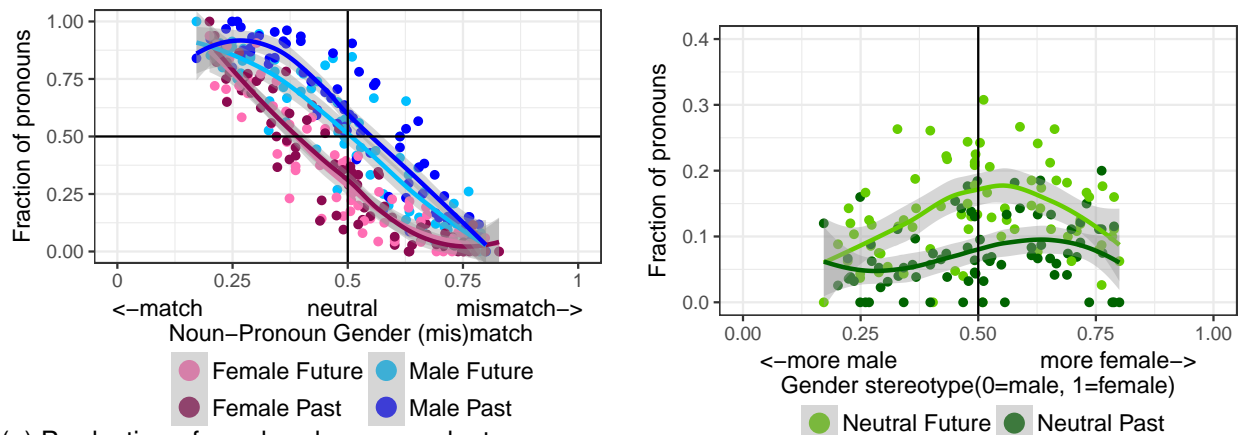 1.00
0.75
0.50
0.25
0.00
Fraction of pronouns
0
0.25
0.5
0.75
1
<−match
neutral
mismatch−>
Noun−Pronoun Gender (mis)match
Female Future
Male Future
Female Past
Male Past
0.4
0.3
0.2
0.1
0.0
Fraction of pronouns
0.00
0.25
0.50
0.75
1.00
<−more male
more female−>
Gender stereotype(0=male, 1=female)
Neutral Future
Neutral Past